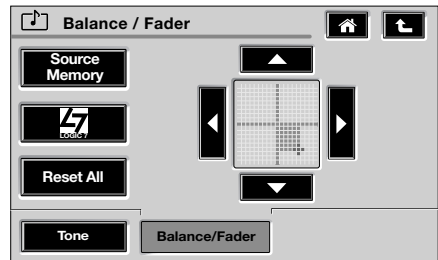 Balance / Fader
Source
Memory
LOGIC 7
Reset All
Tone
Balance/Fader